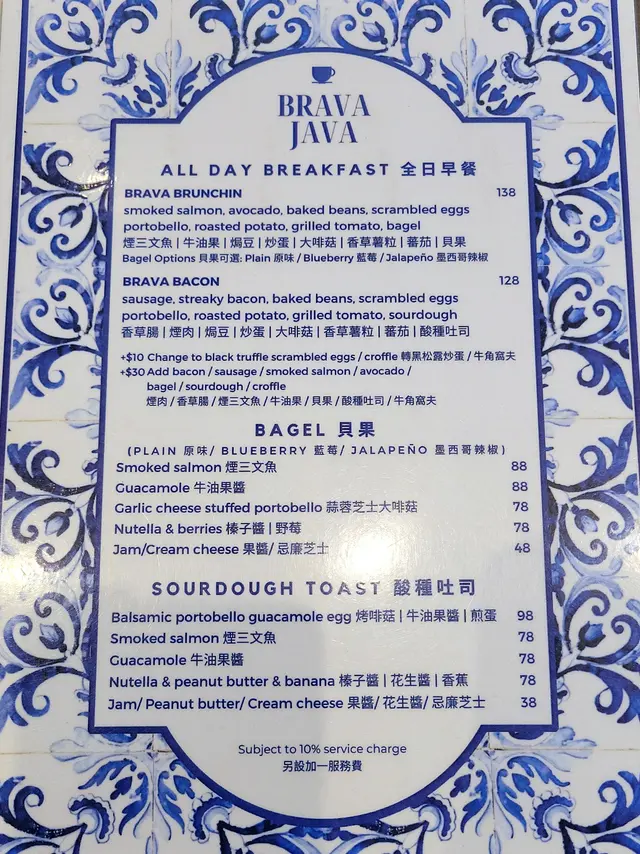 BRAVA
JAVA
ALL DAY BREAKFAST 全日早餐
BRAVA BRUNCHIN 138
smoked salmon, avocado, baked beans, scrambled eggs
portobello, roasted potato, grilled tomato, bagel
煙三文魚 | 牛油果 | 焗豆 | 炒蛋 | 大啡菇 | 香草薯粒 | 蕃茄 | 貝果
Bagel Options 貝果可選: Plain 原味 / Blueberry 藍莓 / Jalapeño 墨西哥辣椒
BRAVA BACON 128
sausage, streaky bacon, baked beans, scrambled eggs
portobello, roasted potato, grilled tomato, sourdough
香草腸 | 煙肉 | 焗豆 | 炒蛋 | 大啡菇 | 香草薯粒 | 蕃茄 | 酸種吐司
+$10 Change to black truffle scrambled eggs / croffle 轉黑松露炒蛋 / 牛角窩夫
+$30 Add bacon / sausage / smoked salmon / avocado /
bagel / sourdough / croffle
煙肉 / 香草腸 / 煙三文魚 / 牛油果 / 貝果 / 酸種吐司 / 牛角窩夫
BAGEL 貝果
(PLAIN 原味/ BLUEBERRY 藍莓/ JALAPEÑO 墨西哥辣椒)
Smoked salmon 煙三文魚 88
Guacamole 牛油果醬 88
Garlic cheese stuffed portobello 蒜蓉芝士大啡菇 78
Nutella & berries 榛子醬 | 野莓 78
Jam/Cream cheese 果醬/ 忌廉芝士 48
SOURDOUGH TOAST 酸種吐司
Balsamic portobello guacamole egg 烤啡菇 | 牛油果醬 | 煎蛋 98
Smoked salmon 煙三文魚 78
Guacamole 牛油果醬 78
Nutella & peanut butter & banana 榛子醬 | 花生醬 | 香蕉 78
Jam/ Peanut butter/ Cream cheese 果醬/ 花生醬/ 忌廉芝士 38
Subject to 10% service charge
另設加一服務費